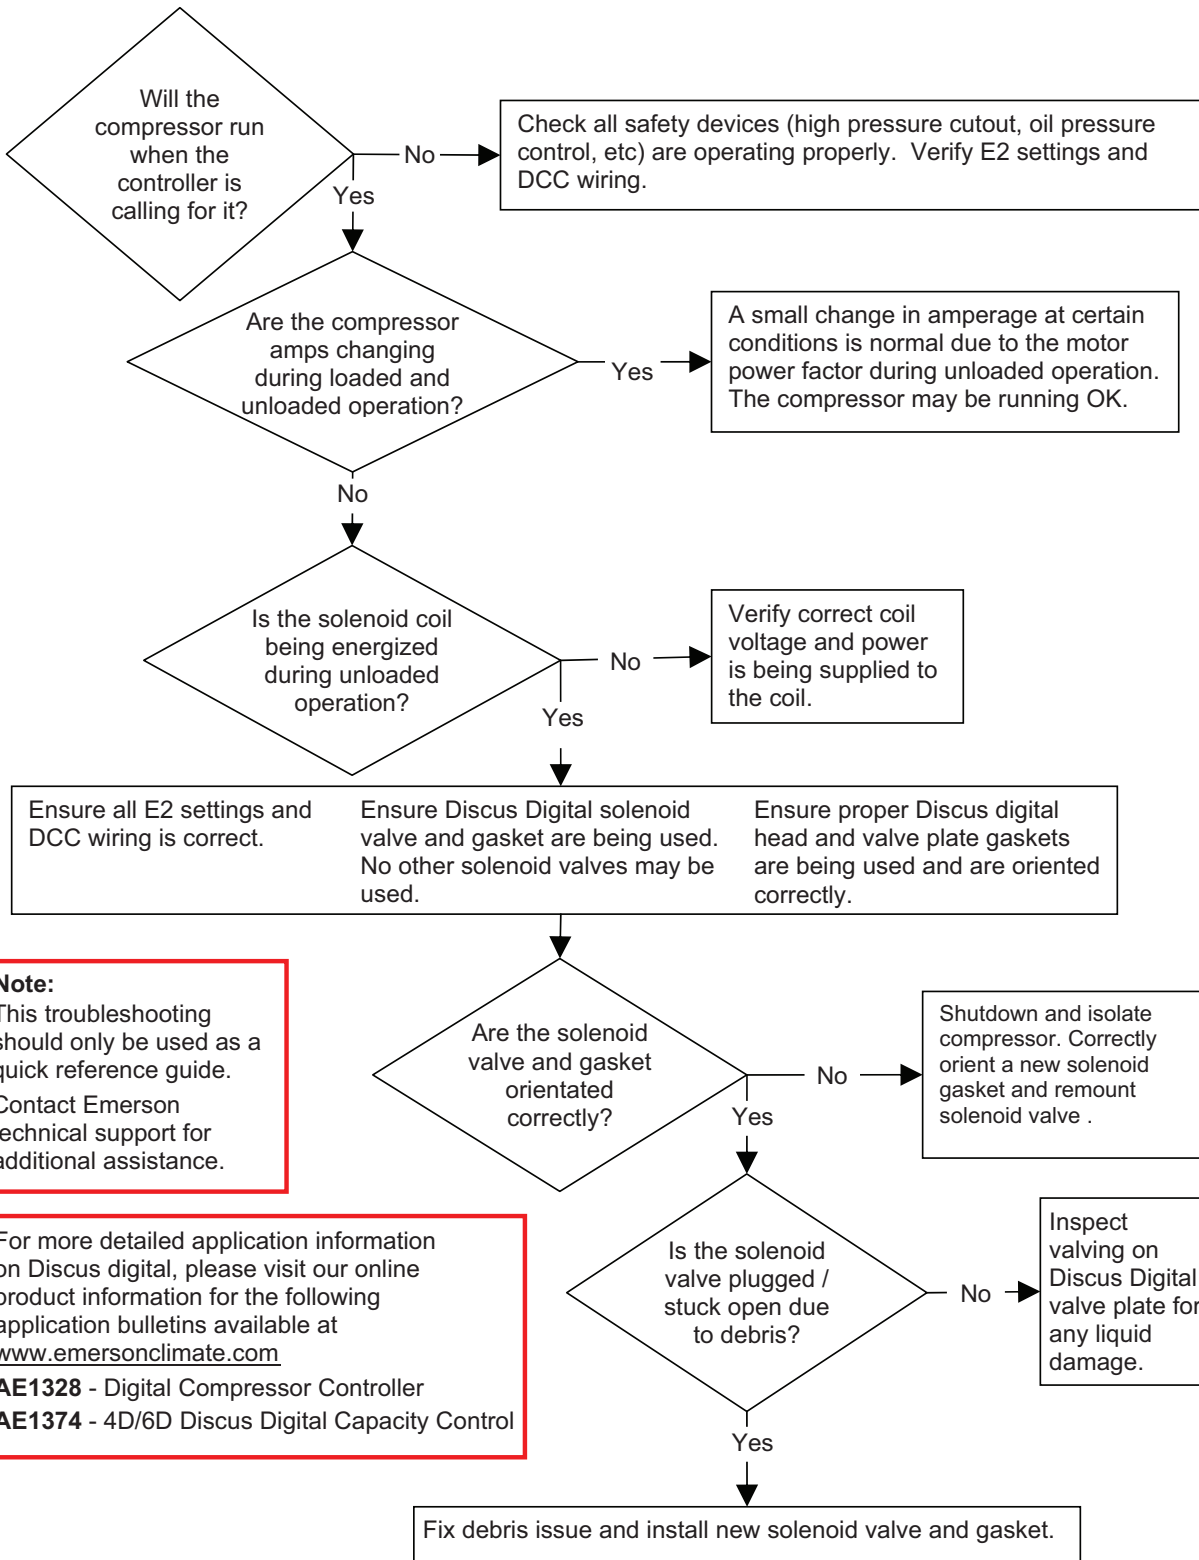 Will the
compressor run
when the
controller is
calling for it?
No
Check all safety devices (high pressure cutout, oil pressure
control, etc) are operating properly. Verify E2 settings and
DCC wiring.
Yes
Are the compressor
amps changing
during loaded and
unloaded operation?
Yes
A small change in amperage at certain
conditions is normal due to the motor
power factor during unloaded operation.
The compressor may be running OK.
No
Is the solenoid coil
being energized
during unloaded
operation?
No
Verify correct coil
voltage and power
is being supplied to
the coil.
Yes
Ensure all E2 settings and
DCC wiring is correct.
Ensure Discus Digital solenoid
valve and gasket are being used.
No other solenoid valves may be
used.
Ensure proper Discus digital
head and valve plate gaskets
are being used and are oriented
correctly.
Note:
This troubleshooting
should only be used as a
quick reference guide.
Contact Emerson
technical support for
additional assistance.
Are the solenoid
valve and gasket
orientated
correctly?
No
Shutdown and isolate
compressor. Correctly
orient a new solenoid
gasket and remount
solenoid valve .
Yes
For more detailed application information
on Discus digital, please visit our online
product information for the following
application bulletins available at
www.emersonclimate.com
AE1328 - Digital Compressor Controller
AE1374 - 4D/6D Discus Digital Capacity Control
Is the solenoid
valve plugged /
stuck open due
to debris?
No
Inspect
valving on
Discus Digital
valve plate for
any liquid
damage.
Yes
Fix debris issue and install new solenoid valve and gasket.